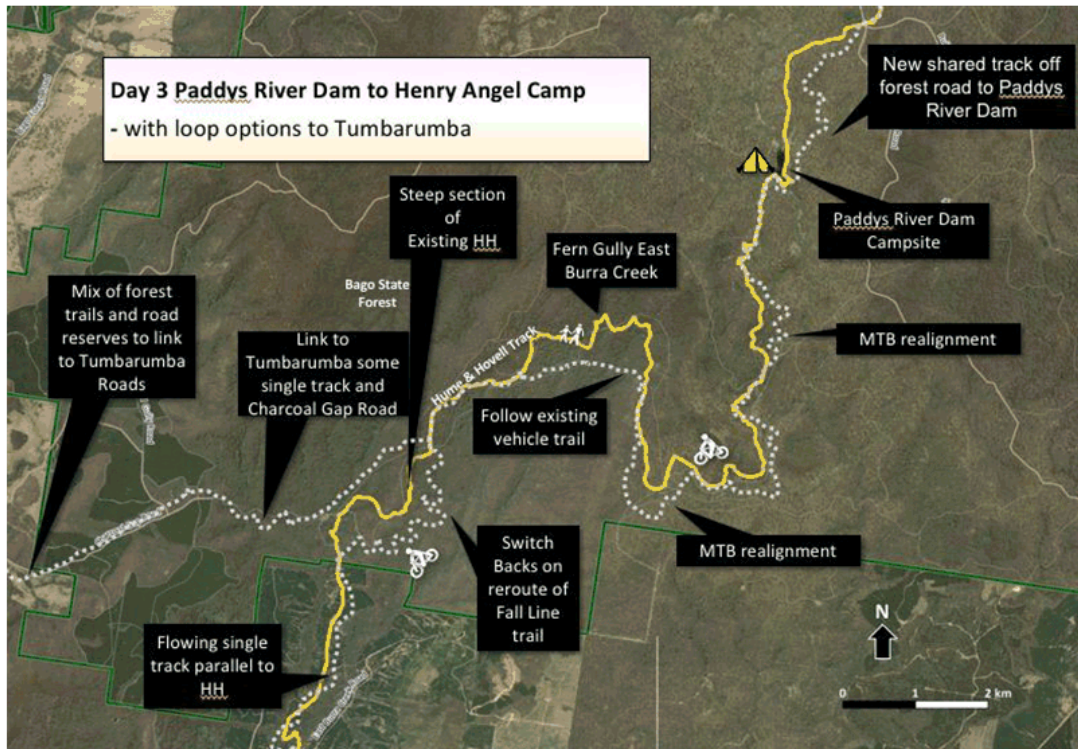 Day 3 Paddys River Dam to Henry Angel Camp
- with loop options to Tumbarumba
New shared track off
forest road to Paddys
River Dam
Steep section
of
Existing HH
Paddys River Dam
Campsite
Fern Gully East
Burra Creek
Mix of forest
trails and road
reserves to link
to Tumbarumba
Roads
Bago State
Forest
Link to
Tumbarumba some
single track and
Charcoal Gap Road
Hume & Hovell Track
MTB realignment
Follow existing
vehicle trail
Switch
Backs on
reroute of
Fall Line
trail
MTB realignment
Flowing single
track parallel to
HH
N
0 1 2 km